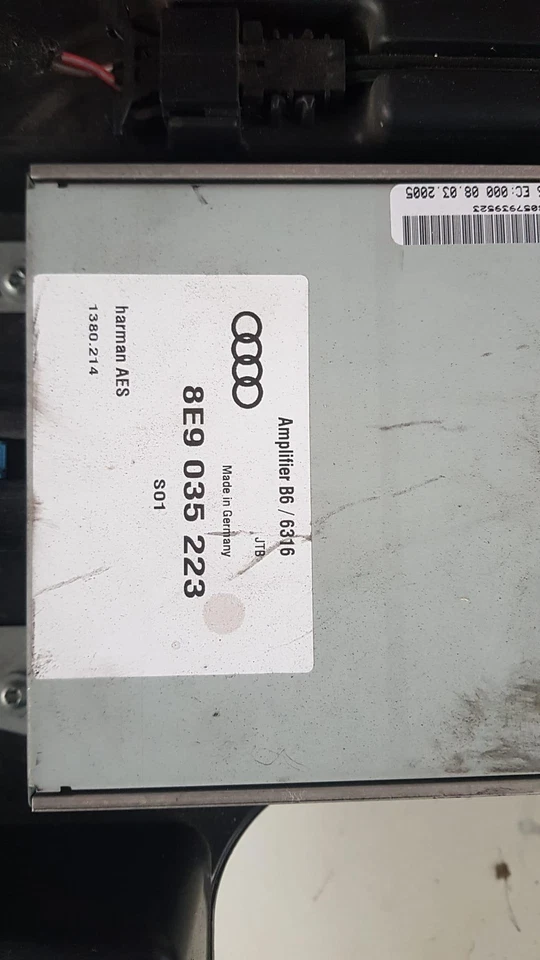 Amplifier B6 / 6316
JTB
Made in Germany
8E9 035 223
S01
harman AES
1380.214
EC:000 08.03.2005
057939523